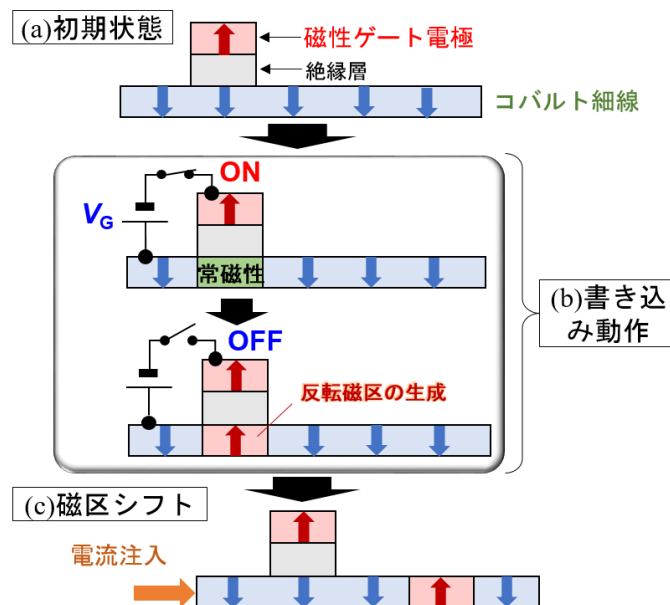 (a)初期状態
磁性ゲート電極
絶縁層
コバルト細線
ON
VG
常磁性
(b)書き込
み動作
OFF
反転磁区の生成
(c)磁区シフト
電流注入